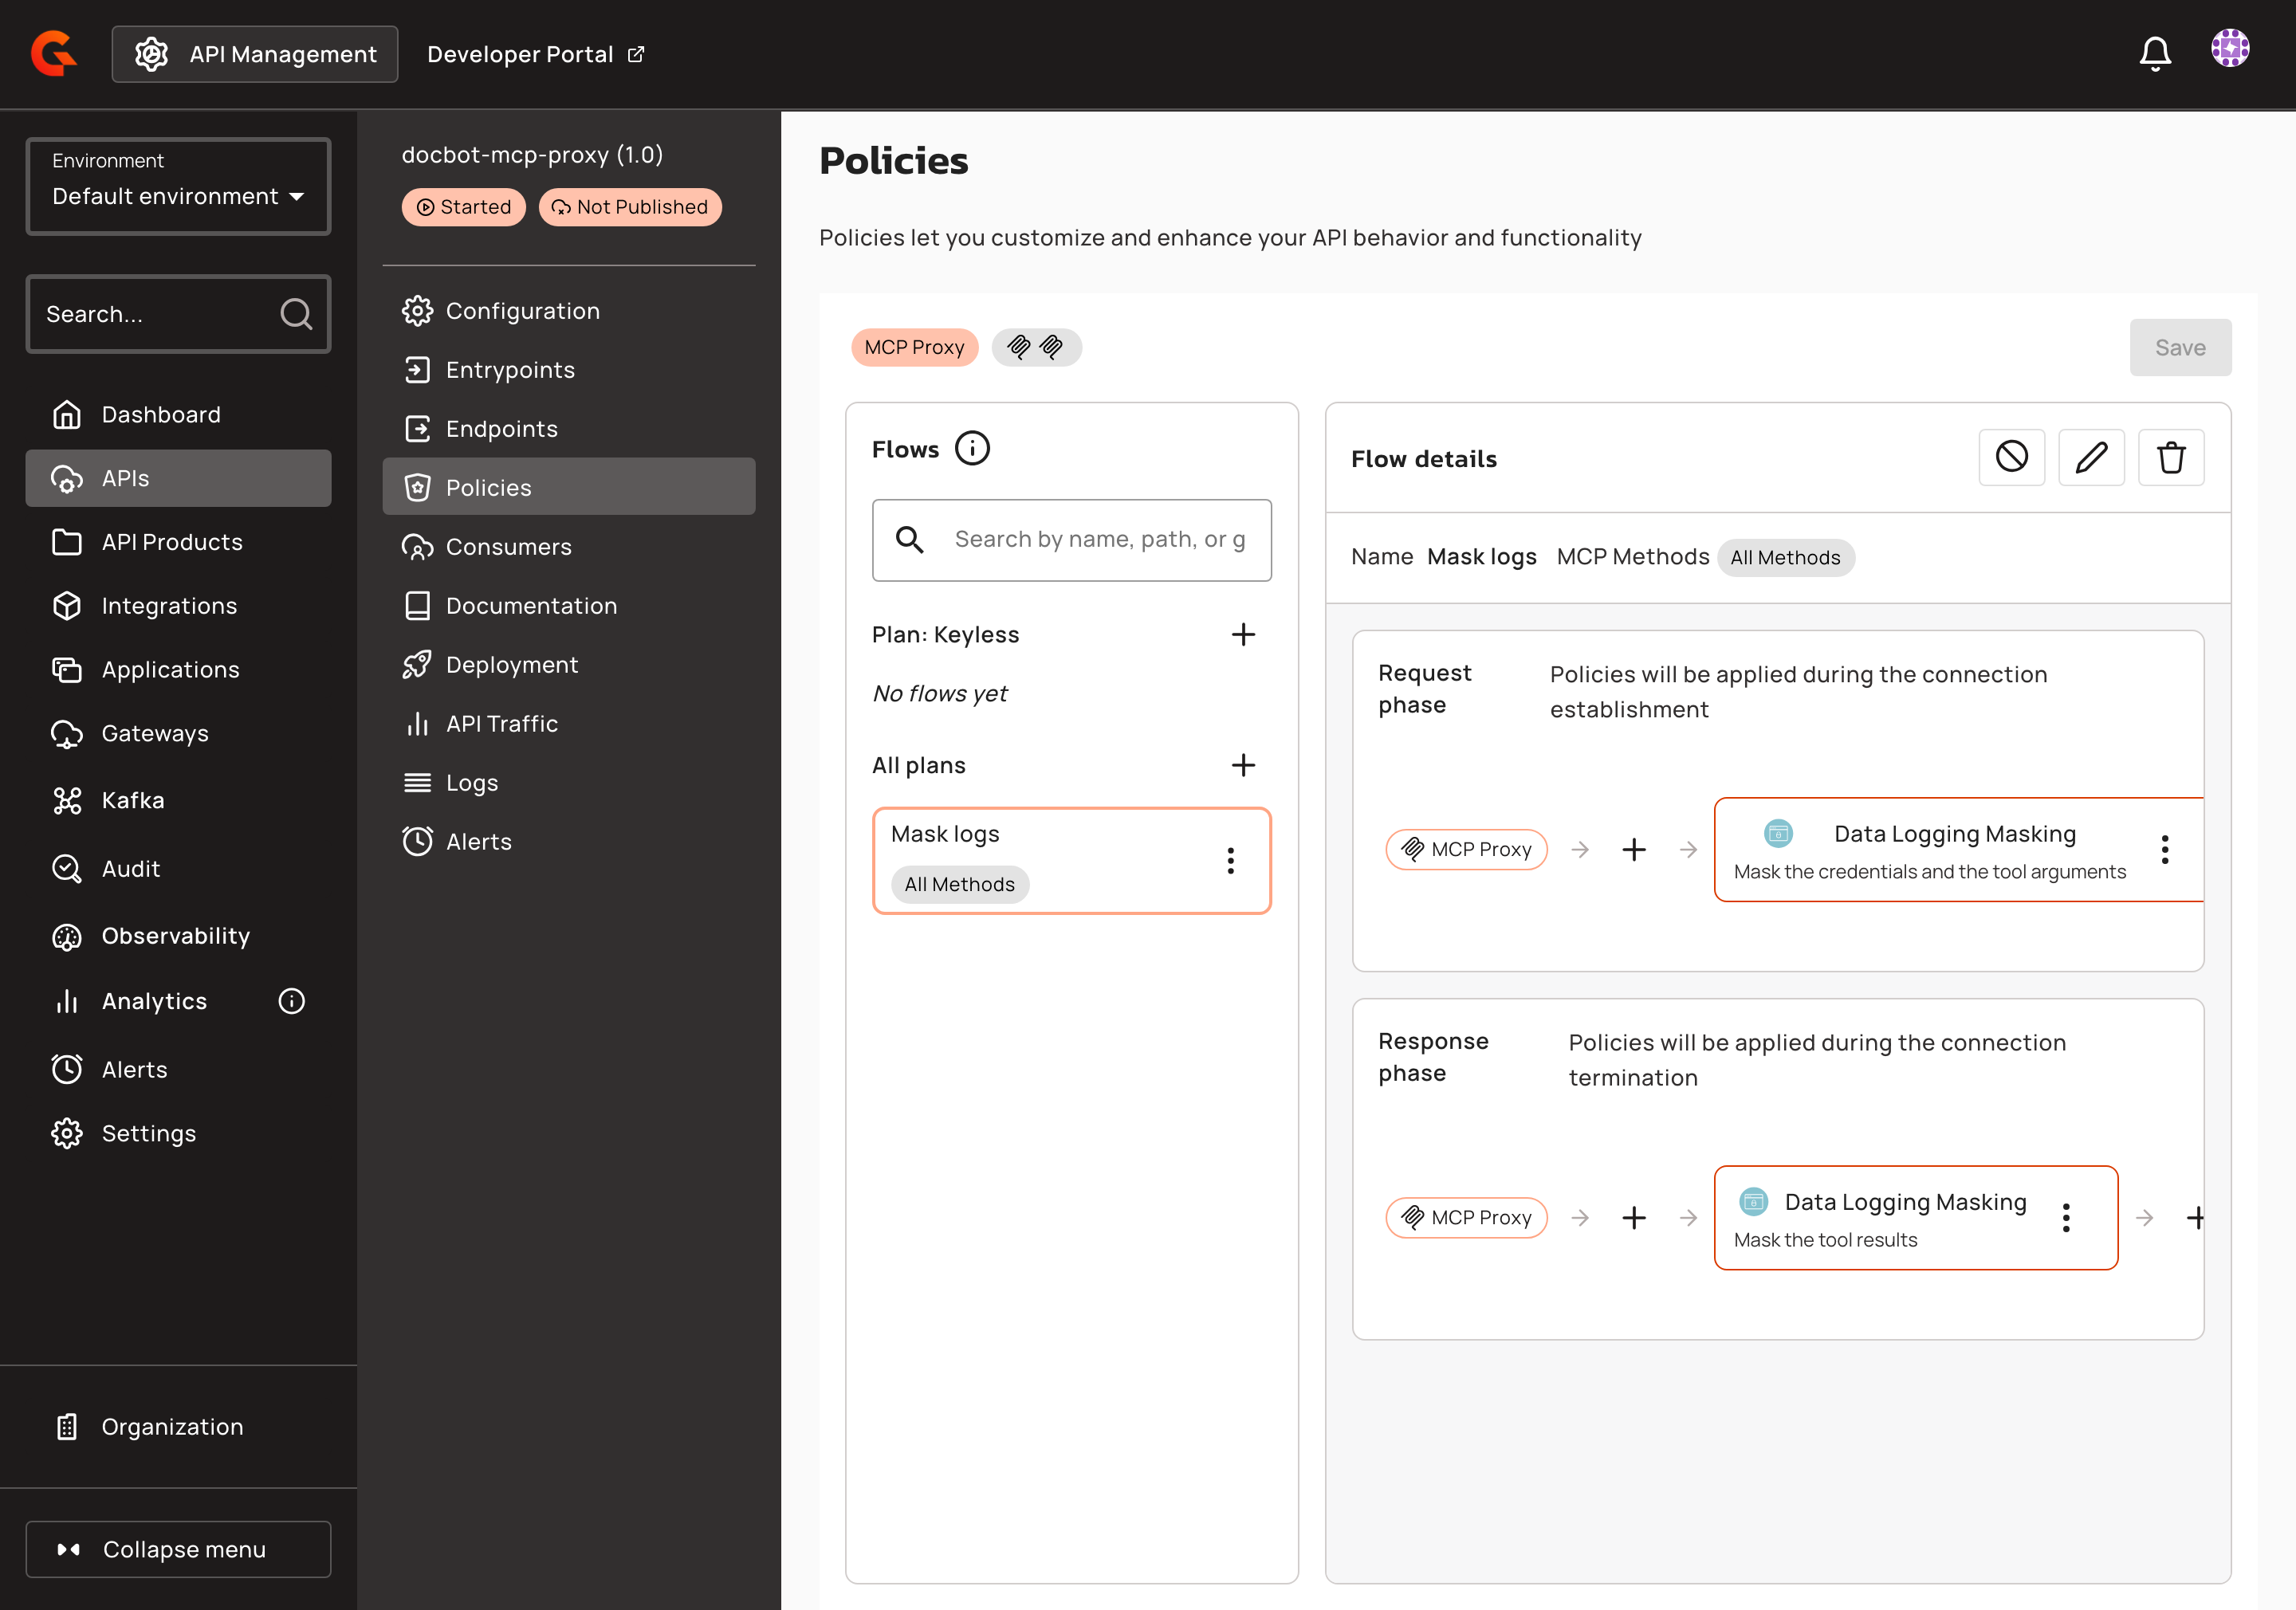 API Management
Developer Portal
Environment
Default environment
Search...
Dashboard
APIs
API Products
Integrations
Applications
Gateways
Kafka
Audit
Observability
Analytics
Alerts
Settings
Organization
Collapse menu
docbot-mcp-proxy (1.0)
Started
Not Published
Configuration
Entrypoints
Endpoints
Policies
Consumers
Documentation
Deployment
API Traffic
Logs
Alerts
Policies
Policies let you customize and enhance your API behavior and functionality
MCP Proxy
Save
Flows
Search by name, path, or g
Plan: Keyless
No flows yet
All plans
Mask logs
All Methods
Flow details
Name Mask logs MCP Methods All Methods
Request
phase
Policies will be applied during the connection
establishment
MCP Proxy
Data Logging Masking
Mask the credentials and the tool arguments
Response
phase
Policies will be applied during the connection
termination
MCP Proxy
Data Logging Masking
Mask the tool results